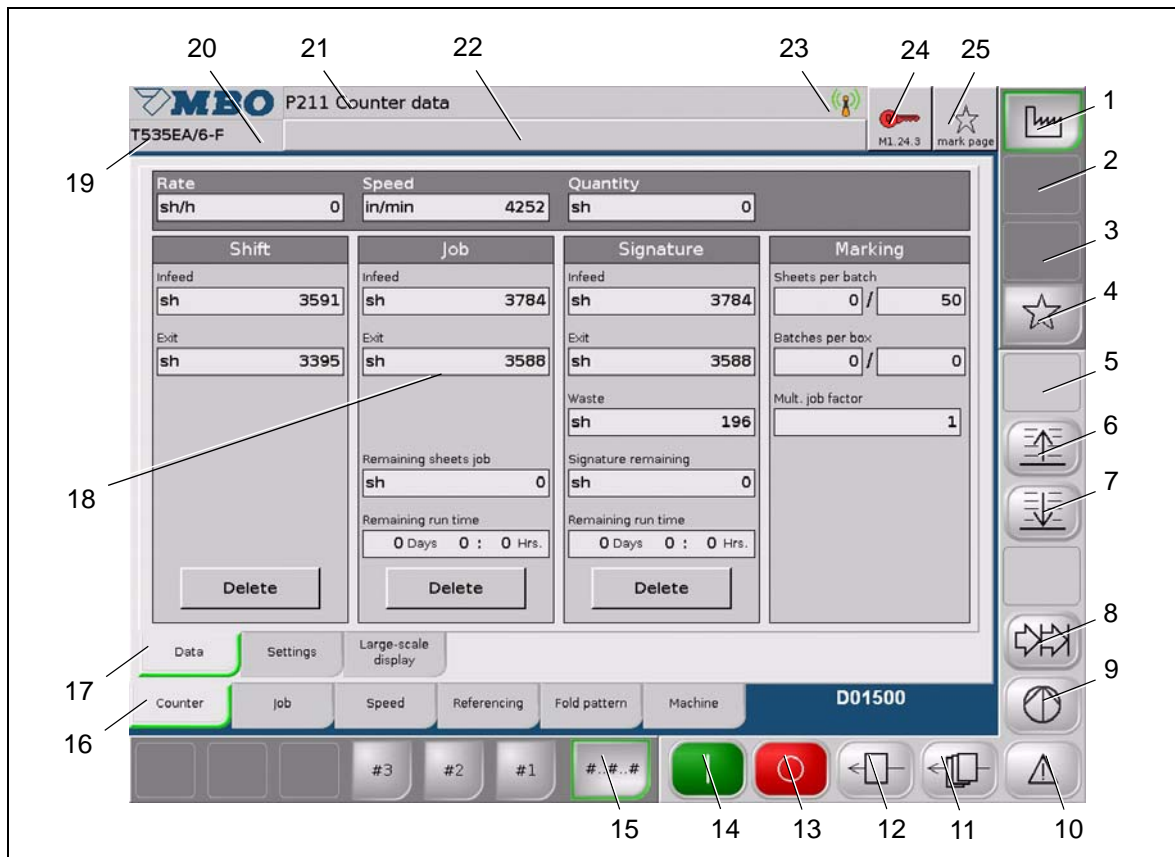 20 21 22 23 24 25
MBO P211 Counter data
T535EA/6-F M1.24.3 mark page
1
2
19
Rate Speed Quantity
sh/h 0 in/min 4252 sh 0
3
Shift Job Signature Marking
Infeed Infeed Infeed Sheets per batch
sh 3591 sh 3784 sh 3784 0 / 50
4
Exit Exit Exit Batches per box
sh 3395 sh 3588 sh 3588 0 / 0
5
Waste Mult. job factor
sh 196 1
6
Remaining sheets job Signature remaining
sh 0 sh 0
18
7
Remaining run time Remaining run time
0 Days 0 : 0 Hrs. 0 Days 0 : 0 Hrs.
Delete Delete Delete
8
Data Settings Large-scale
display
17
9
Counter Job Speed Referencing Fold pattern Machine D01500
16
#3 #2 #1 #..#..#
15 14 13 12 11 10